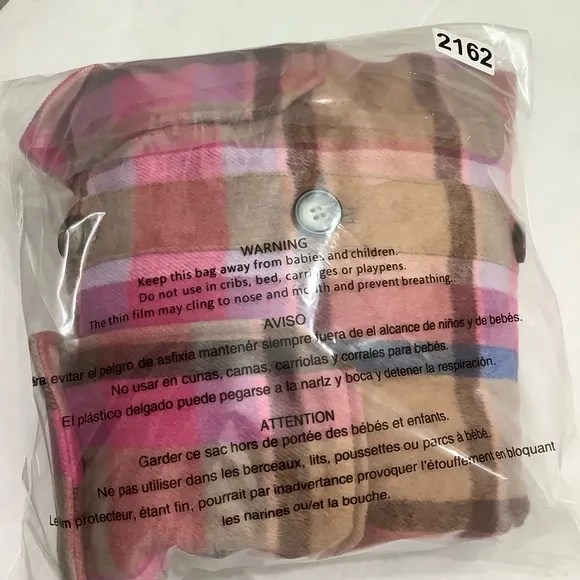 2162
WARNING
Keep this bag away from babies and children.
Do not use in cribs, bed, carriages or playpens.
The thin film may cling to nose and mouth and prevent breathing.
AVISO
evitar el peigro de asfixia mantenér siempre fuera de el alcance de niños y de bebés.
No usar en cunas, camas, carriolas y corrales para bebés.
El plástico delgado puede pegarse a la narlz y boca y detener la respiración.
ATTENTION
Garder ce sac hors de portée des bébés et enfants.
Ne pas utiliser dans les berceaux, lits, poussettes ou parcs à bébé.
protecteur, étant fin, pourrait par inadvertance provoquer l'étouffement en bloquant
les narines ou/et la bouche.